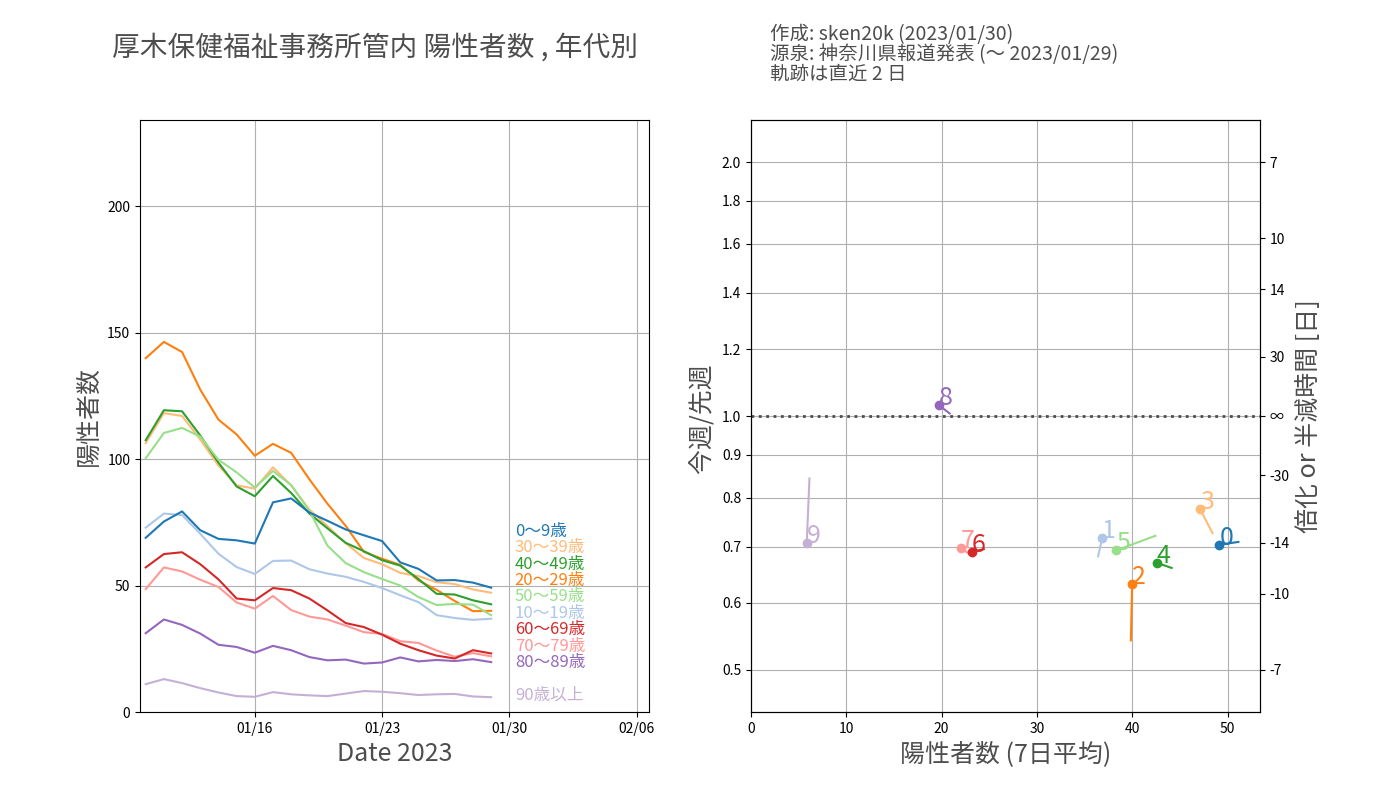 厚木保健福祉事務所管内 陽性者数 , 年代別
作成: sken20k (2023/01/30)
源泉: 神奈川県報道発表 (〜 2023/01/29)
軌跡は直近 2 日
陽性者数
200
150
100
50
0
0〜9歳
30〜39歳
40〜49歳
20〜29歳
50〜59歳
10〜19歳
60〜69歳
70〜79歳
80〜89歳
90歳以上
01/16
01/23
01/30
02/06
Date 2023
今週/先週
2.0
1.8
1.6
1.4
1.2
1.0
0.9
0.8
0.7
0.6
0.5
8
3
9
1
5
7
6
4
0
2
7
10
14
30
∞
-30
-14
-10
-7
倍化 or 半減時間 [日]
0
10
20
30
40
50
陽性者数 (7日平均)